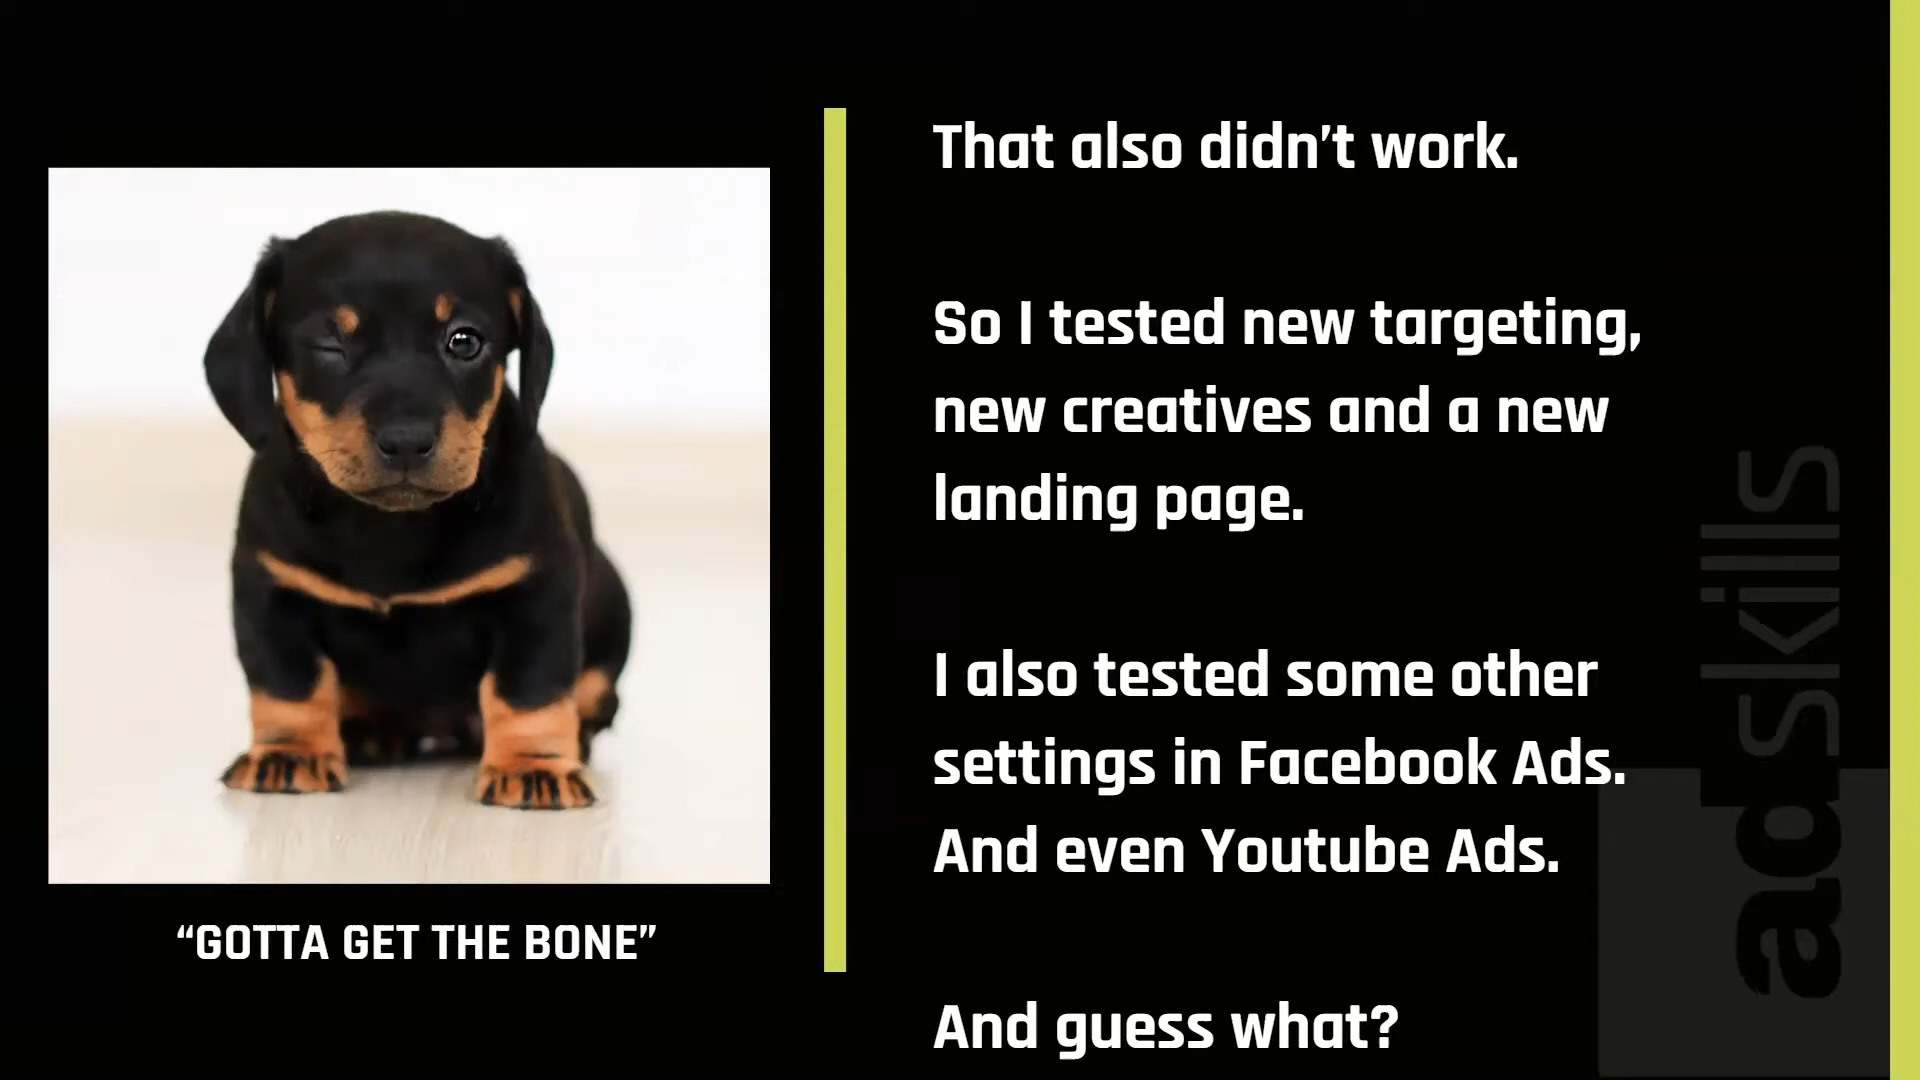 That also didn’t work.
So I tested new targeting,
new creatives and a new
landing page.
I also tested some other
settings in Facebook Ads.
And even Youtube Ads.
And guess what?
“GOTTA GET THE BONE”
adskills